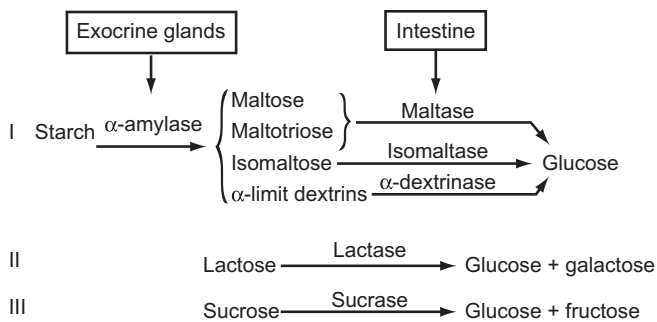 Exocrine glands Intestine
Maltose
α-amylase Maltase
Maltotriose
I Starch
Isomaltase
Isomaltose Glucose
α-dextrinase
α-limit dextrins
Lactase
II Lactose Glucose + galactose
Sucrase
III Sucrose Glucose + fructose